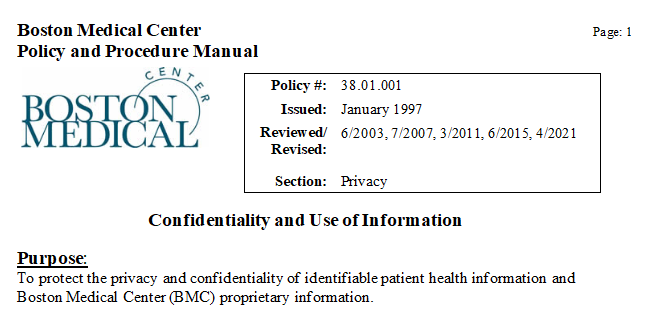 Boston Medical Center
Page: 1
Policy and Procedure Manual
CENTER
BOSTON
MEDICAL
Policy #: 38.01.001
Issued: January 1997
Reviewed/ 6/2003, 7/2007, 3/2011, 6/2015, 4/2021
Revised:
Section: Privacy
Confidentiality and Use of Information
Purpose:
To protect the privacy and confidentiality of identifiable patient health information and
Boston Medical Center (BMC) proprietary information.